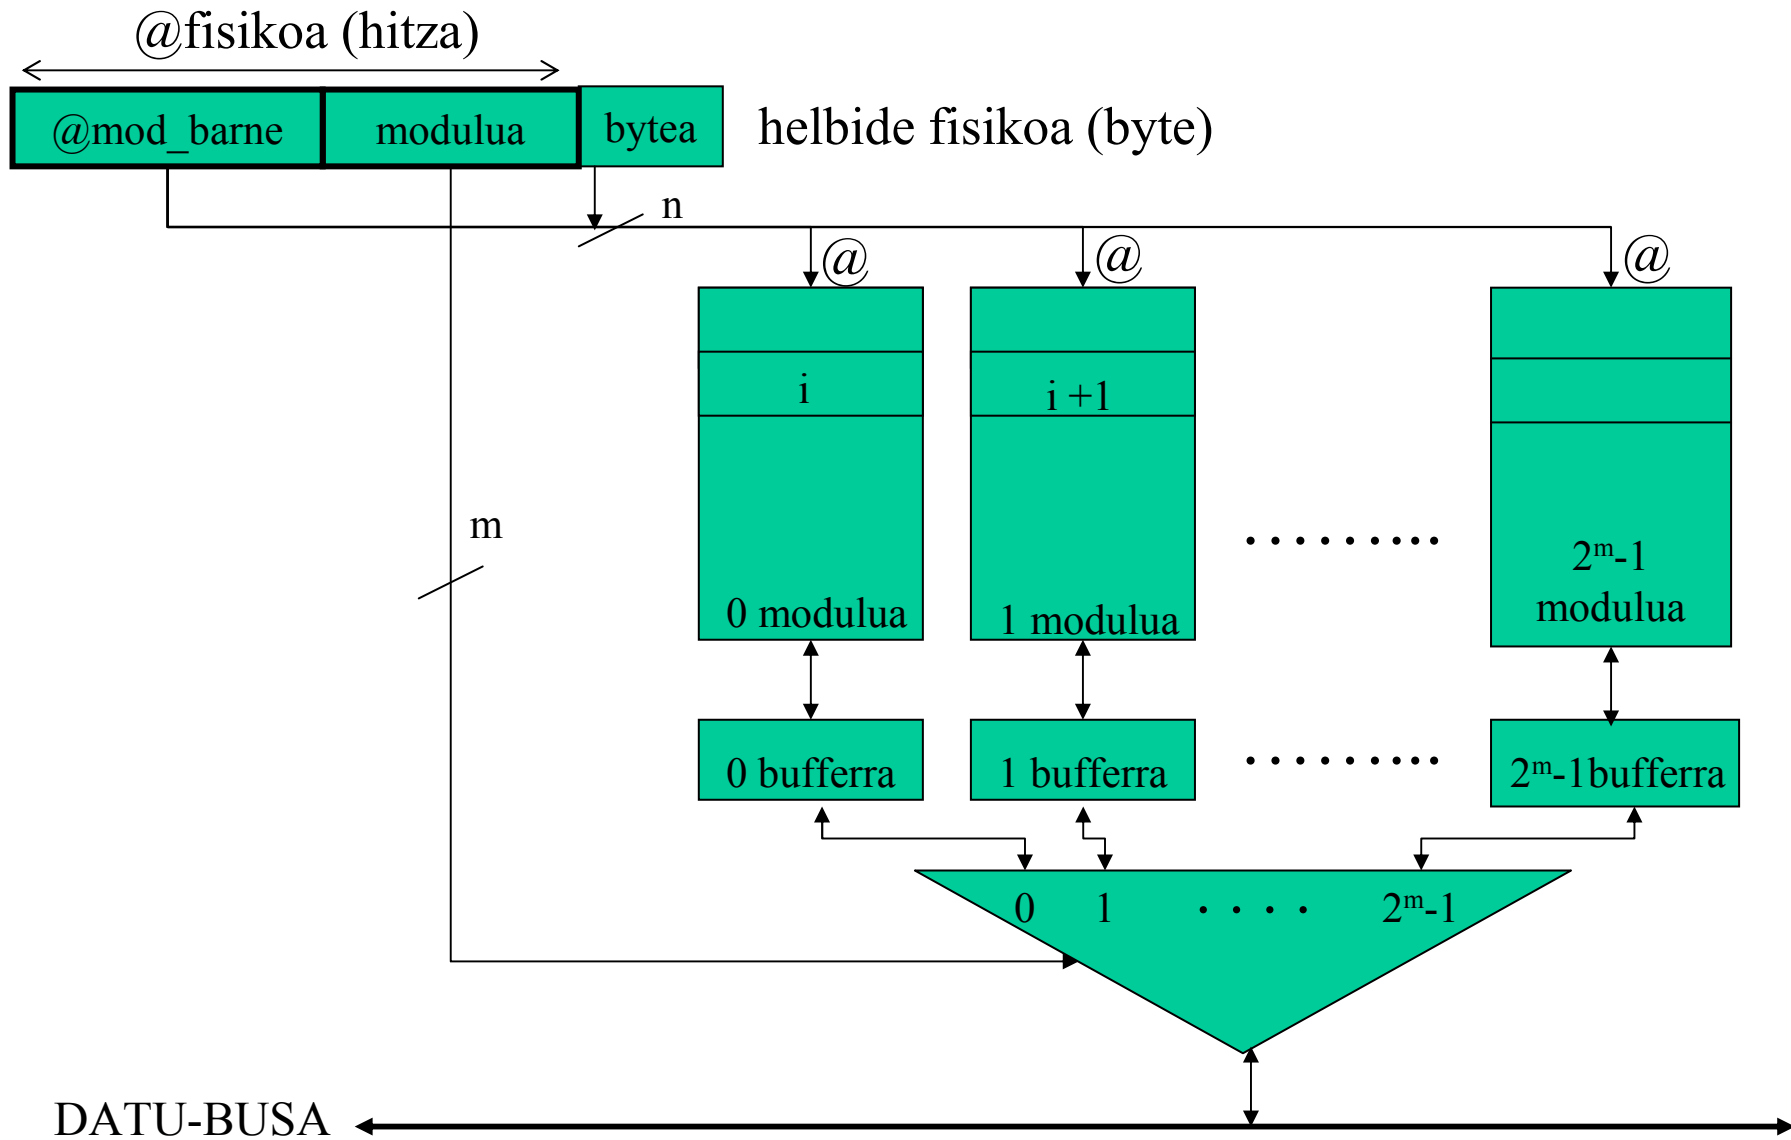 @fisikoa (hitza)
@mod_barne modulua bytea helbide fisikoa (byte)
n
@ @ @
i i +1
m
2ᵐ-1
0 modulua 1 modulua modulua
0 bufferra 1 bufferra 2ᵐ-1bufferra
0 1 . . . . 2ᵐ-1
DATU-BUSA